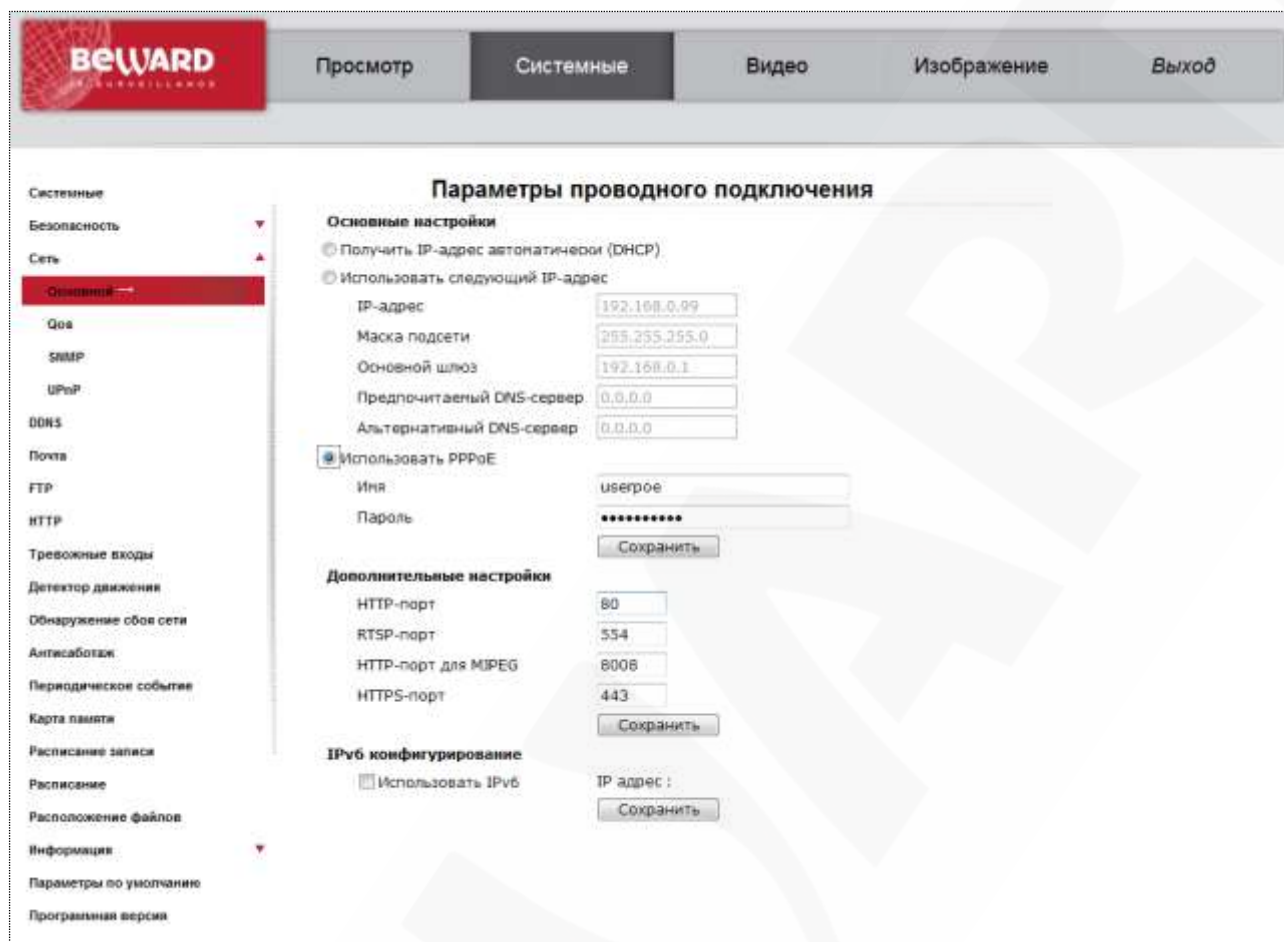 BEWARD
IP SURVEILLANCE
Просмотр
Системные
Видео
Изображение
Выход
Системные
Безопасность
Сеть
Основной
Qos
SNMP
UPnP
DDNS
Почта
FTP
HTTP
Тревожные входы
Детектор движения
Обнаружение сбоя сети
Антисаботаж
Периодическое событие
Карта памяти
Расписание записи
Расписание
Расположение файлов
Информация
Параметры по умолчанию
Программная версия
Параметры проводного подключения
Основные настройки
Получить IP-адрес автоматически (DHCP)
Использовать следующий IP-адрес
IP-адрес 192.168.0.99
Маска подсети 255.255.255.0
Основной шлюз 192.168.0.1
Предпочитаемый DNS-сервер 0.0.0.0
Альтернативный DNS-сервер 0.0.0.0
Использовать PPPoE
Имя userpoe
Пароль ●●●●●●●●●●
Сохранить
Дополнительные настройки
HTTP-порт 80
RTSP-порт 554
HTTP-порт для MJPEG 8008
HTTPS-порт 443
Сохранить
IPv6 конфигурирование
Использовать IPv6 IP адрес :
Сохранить